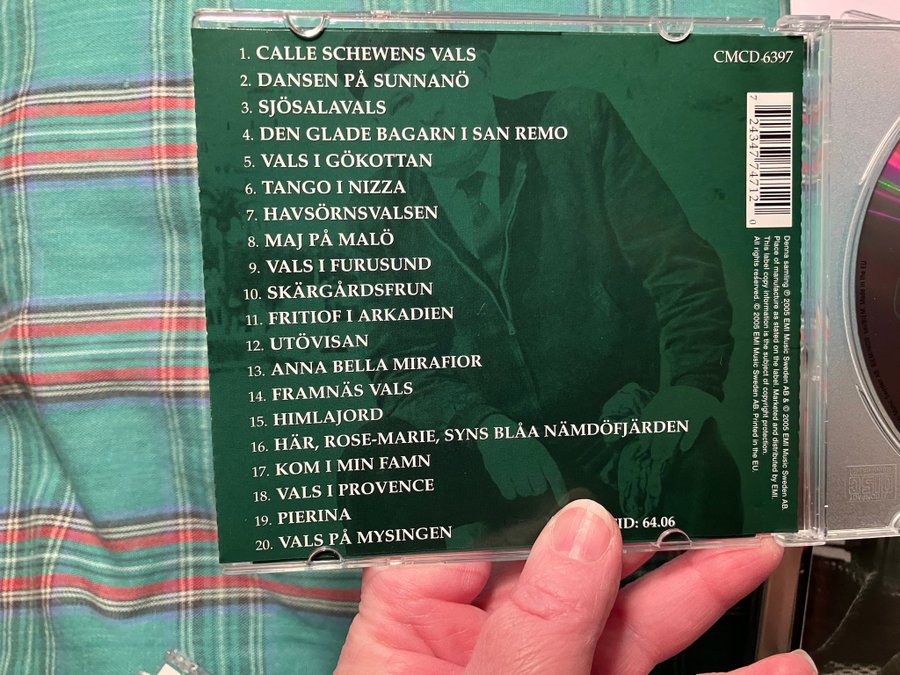 1. CALLE SCHEWENS VALS
2. DANSEN PÅ SUNNANÖ
3. SJÖSALAVALS
4. DEN GLADE BAGARN I SAN REMO
5. VALS I GÖKOTTAN
6. TANGO I NIZZA
7. HAVSÖRNSVALSEN
8. MAJ PÅ MALÖ
9. VALS I FURUSUND
10. SKÄRGÅRDSFRUN
11. FRITIOF I ARKADIEN
12. UTÖVISAN
13. ANNA BELLA MIRAFIOR
14. FRAMNÄS VALS
15. HIMLAJORD
16. HÄR, ROSE-MARIE, SYNS BLÅA NÄMDÖFJÄRDEN
17. KOM I MIN FAMN
18. VALS I PROVENCE
19. PIERINA
20. VALS PÅ MYSINGEN
TID: 64.06
CMCD 6397
7 24347 74712 0
Denna samling ℗ 2005 EMI Music Sweden AB & © 2005 EMI Music Sweden AB.
Place of manufacture as stated on the label. Marketed and distributed by EMI.
This label copy information is the subject of copyright protection.
All rights reserved. © 2005 EMI Music Sweden AB. Printed in the EU.